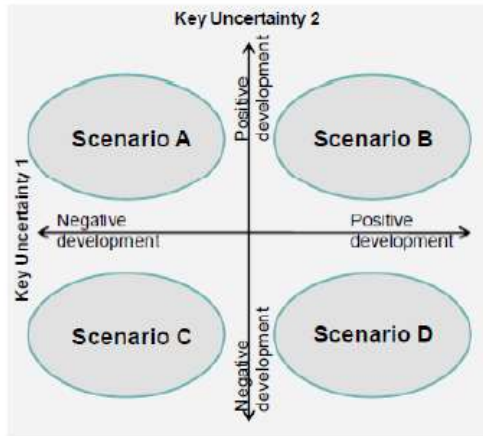 Key Uncertainty 2
Positive
development
Scenario A
Scenario B
Key Uncertainty 1
Negative
development
Positive
development
Scenario C
Scenario D
Negative
development